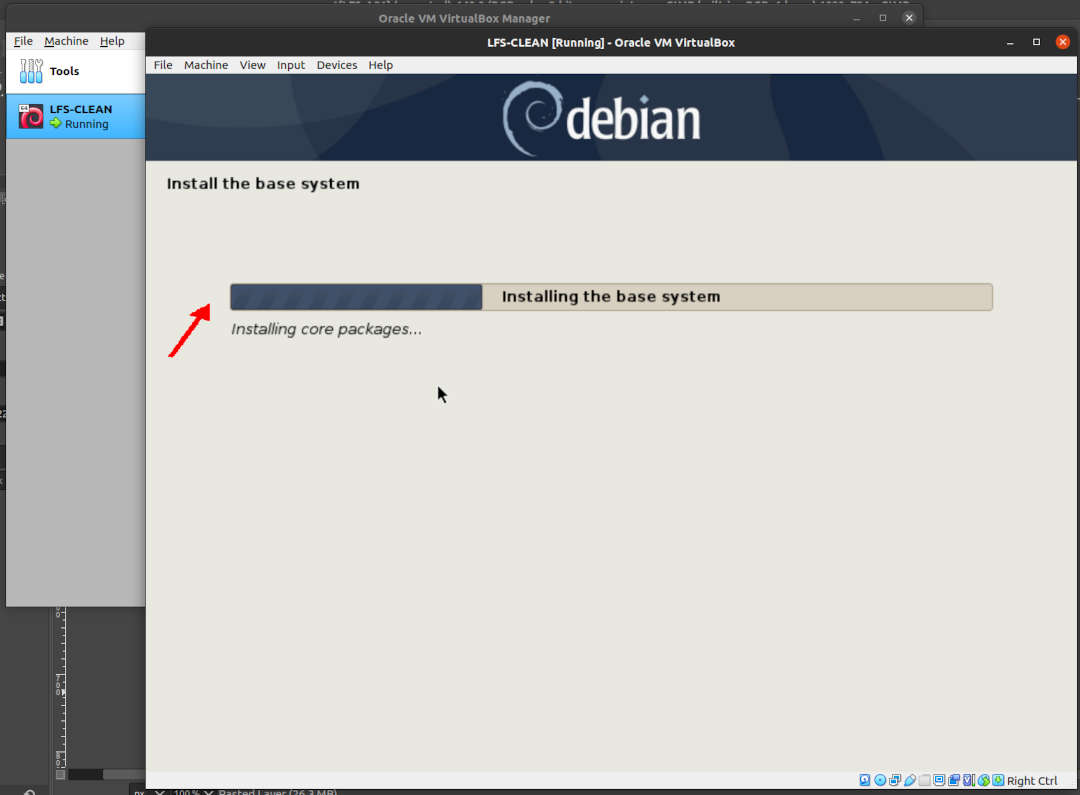 Oracle VM VirtualBox Manager
File Machine Help
LFS-CLEAN [Running] - Oracle VM VirtualBox
File Machine View Input Devices Help
Tools
LFS-CLEAN
Running
debian
Install the base system
Installing the base system
Installing core packages...
Right Ctrl
px 100% Pasted Layer (26.3 MB)